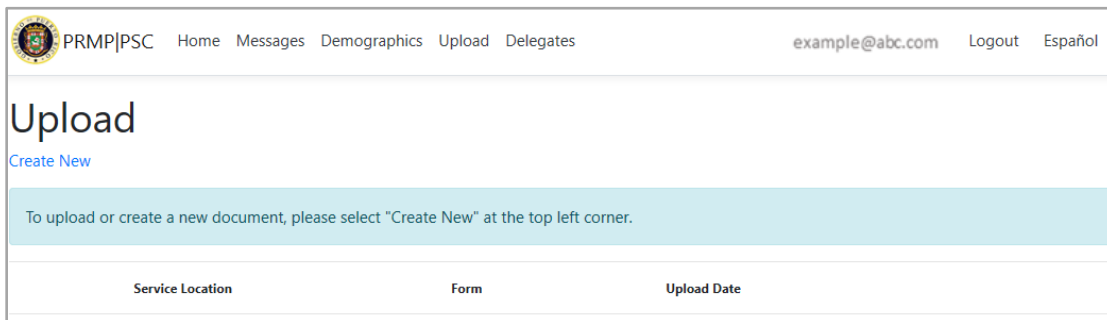 PRMP|PSC Home Messages Demographics Upload Delegates example@abc.com Logout Español
Upload
Create New
To upload or create a new document, please select "Create New" at the top left corner.
Service Location Form Upload Date